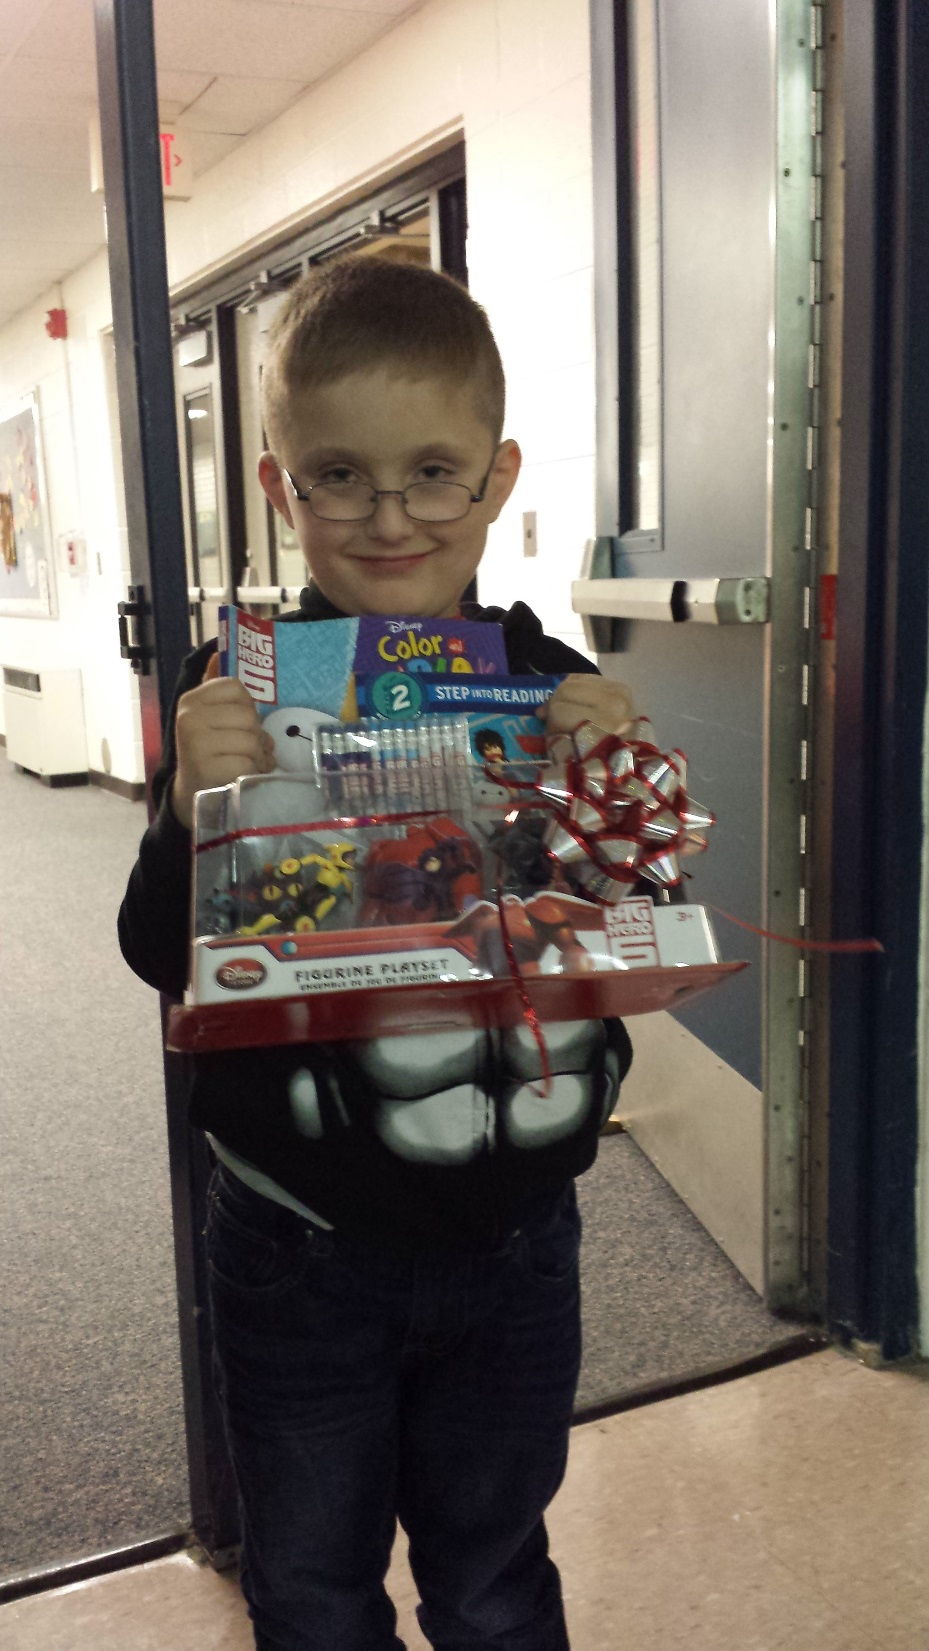 BIG
HERO
6
Disney
Color
2
STEP INTO READING
Disney
FIGURINE PLAYSET
ENSEMBLE DE JEU DE FIGURINES
BIG
HERO
6
3+